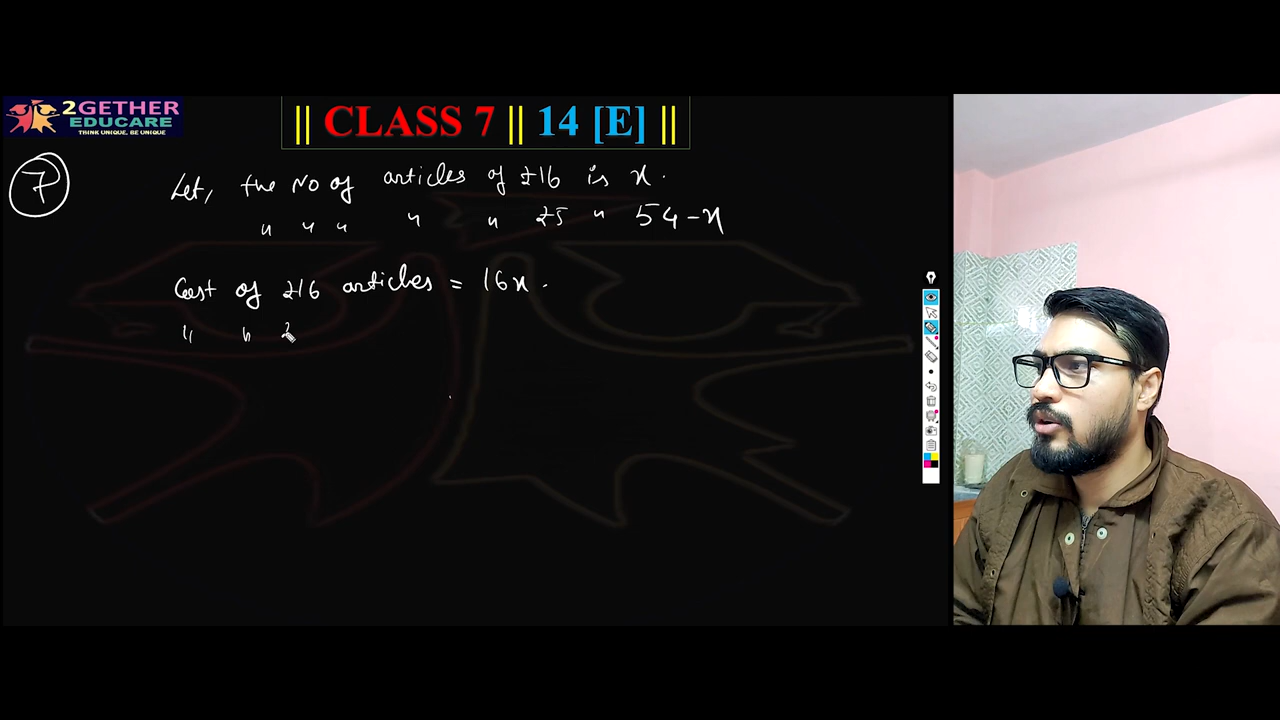 2GETHER
EDUCARE
THINK UNIQUE, BE UNIQUE
|| CLASS 7 || 14 [E] ||
7
Let, the No of articles of ₹16 is x.
" " " " " ₹5 " 54-x
Cost of ₹16 articles = 16x.
" "